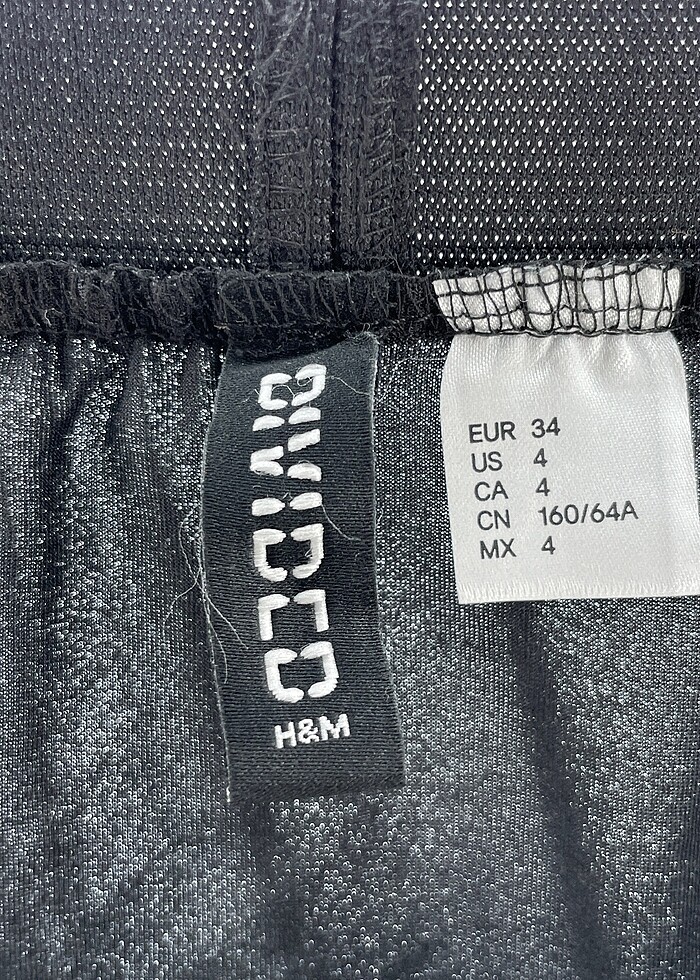 DIVIDED
H&M
EUR 34
US 4
CA 4
CN 160/64A
MX 4